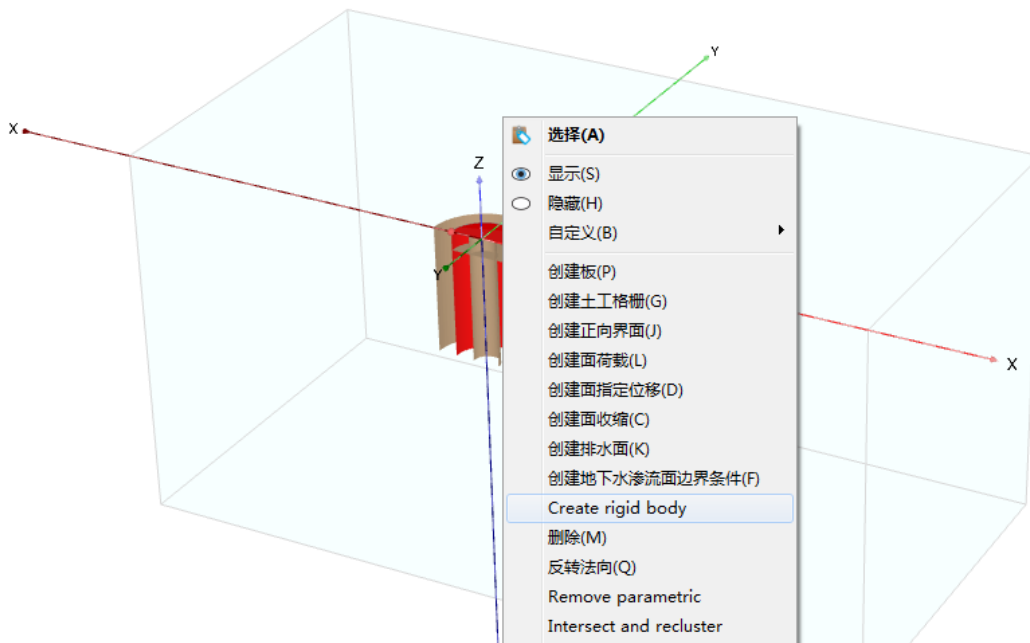 Y
X
Z
Y
X
选择(A)
显示(S)
隐藏(H)
自定义(B)
创建板(P)
创建土工格栅(G)
创建正向界面(J)
创建面荷载(L)
创建面指定位移(D)
创建面收缩(C)
创建排水面(K)
创建地下水渗流面边界条件(F)
Create rigid body
删除(M)
反转法向(Q)
Remove parametric
Intersect and recluster